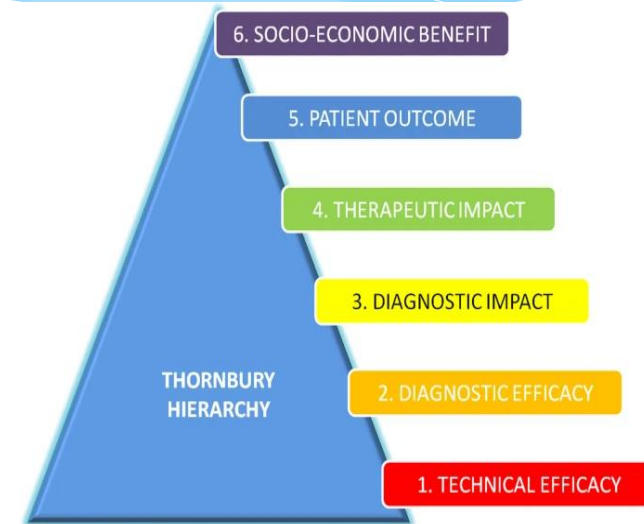 6. SOCIO-ECONOMIC BENEFIT
5. PATIENT OUTCOME
4. THERAPEUTIC IMPACT
3. DIAGNOSTIC IMPACT
THORNBURY
HIERARCHY
2. DIAGNOSTIC EFFICACY
1. TECHNICAL EFFICACY